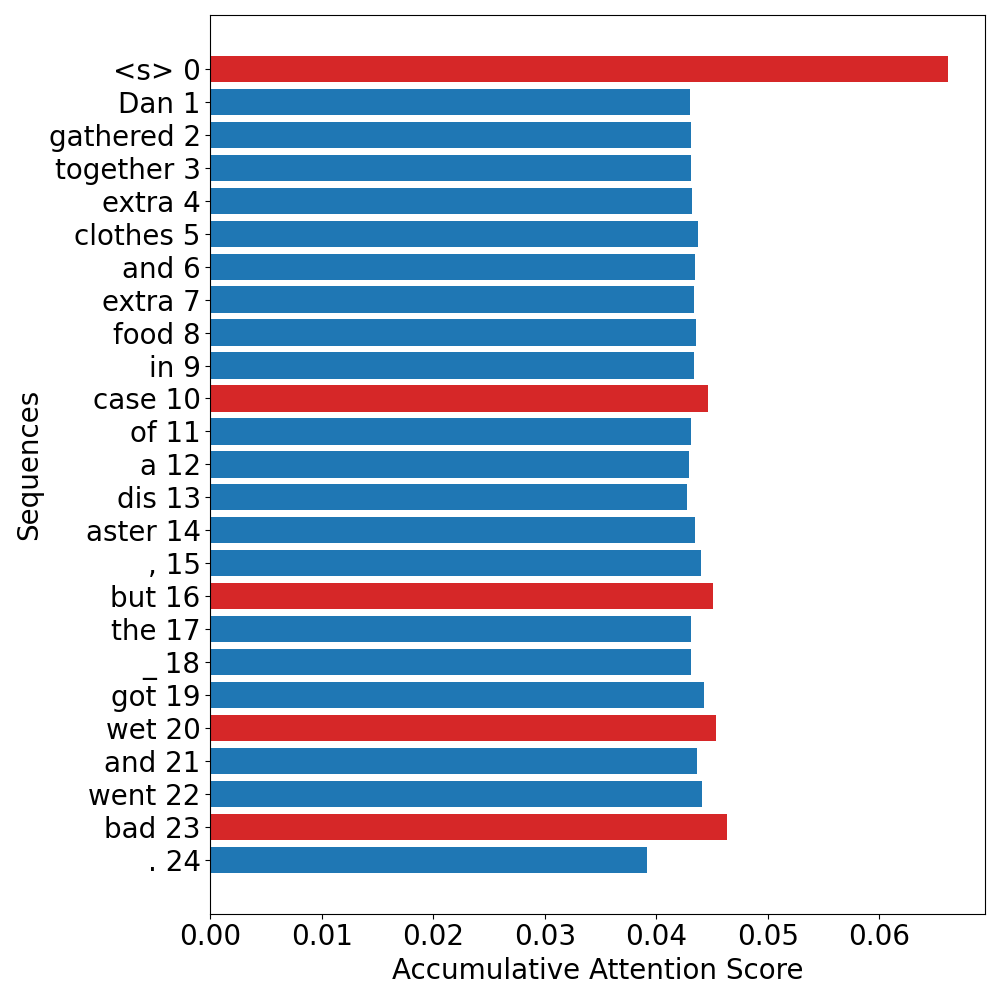 <s> 0
Dan 1
gathered 2
together 3
extra 4
clothes 5
and 6
extra 7
food 8
in 9
case 10
of 11
a 12
dis 13
aster 14
, 15
but 16
the 17
_ 18
got 19
wet 20
and 21
went 22
bad 23
. 24
Sequences
0.00 0.01 0.02 0.03 0.04 0.05 0.06
Accumulative Attention Score